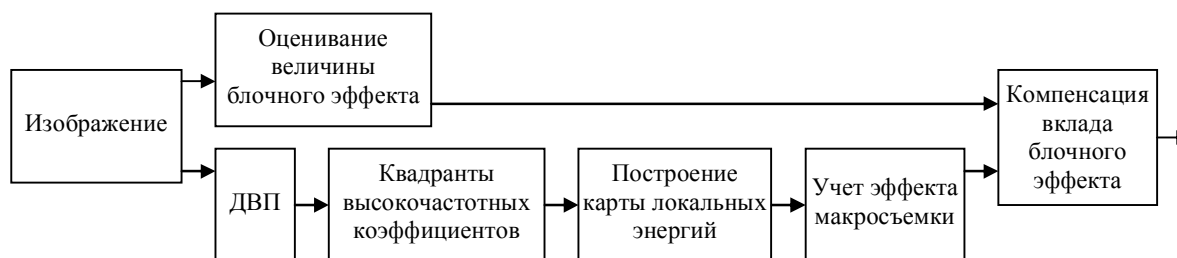 Изображение
Оценивание
величины
блочного эффекта
ДВП
Квадранты
высокочастотных
коэффициентов
Построение
карты локальных
энергий
Учет эффекта
макросъемки
Компенсация
вклада
блочного
эффекта